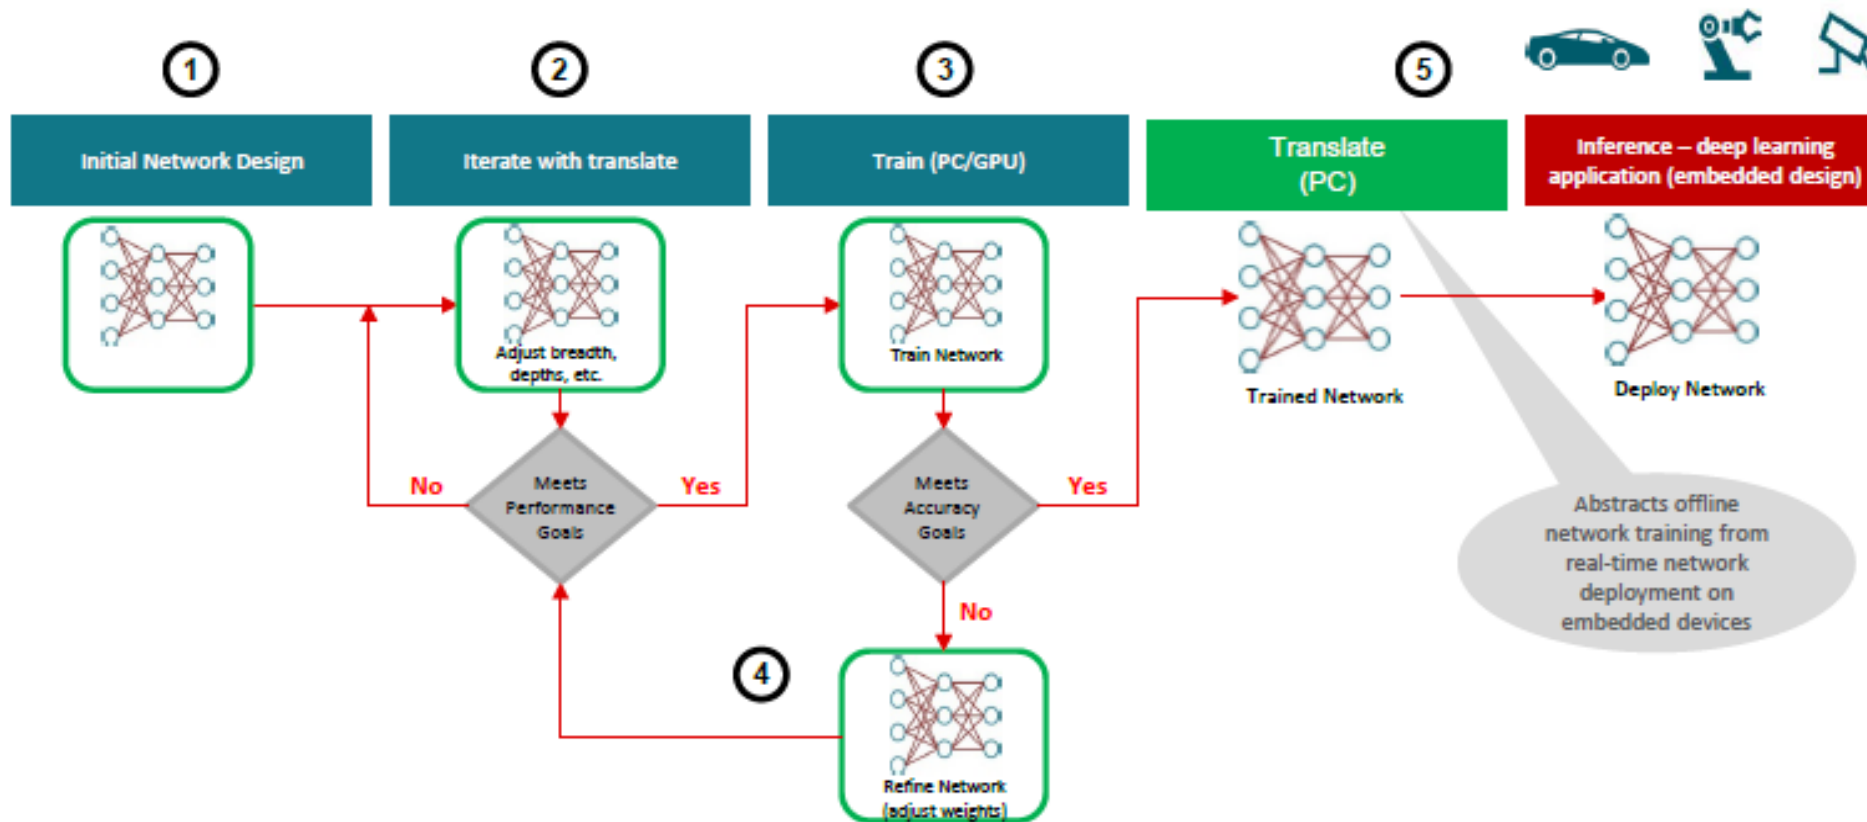 1
2
3
5
Initial Network Design
Iterate with translate
Train (PC/GPU)
Translate
(PC)
Inference – deep learning
application (embedded design)
Adjust breadth,
depths, etc.
Train Network
Trained Network
Deploy Network
Meets
Performance
Goals
No
Yes
Meets
Accuracy
Goals
Yes
No
Abstracts offline
network training from
real-time network
deployment on
embedded devices
4
Refine Network
(adjust weights)